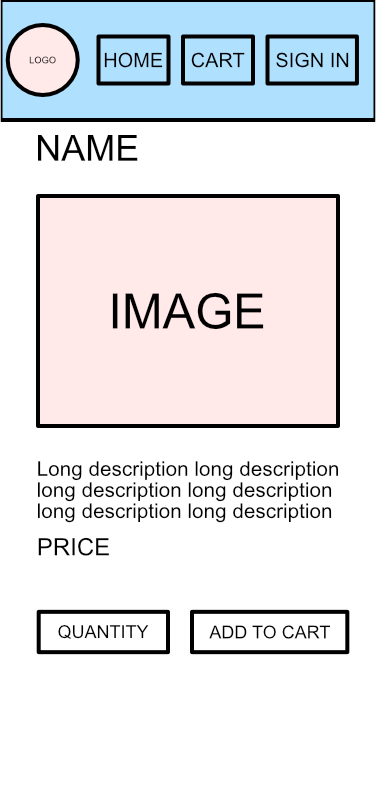 LOGO
HOME
CART
SIGN IN
NAME
IMAGE
Long description long description
long description long description
long description long description
PRICE
QUANTITY
ADD TO CART